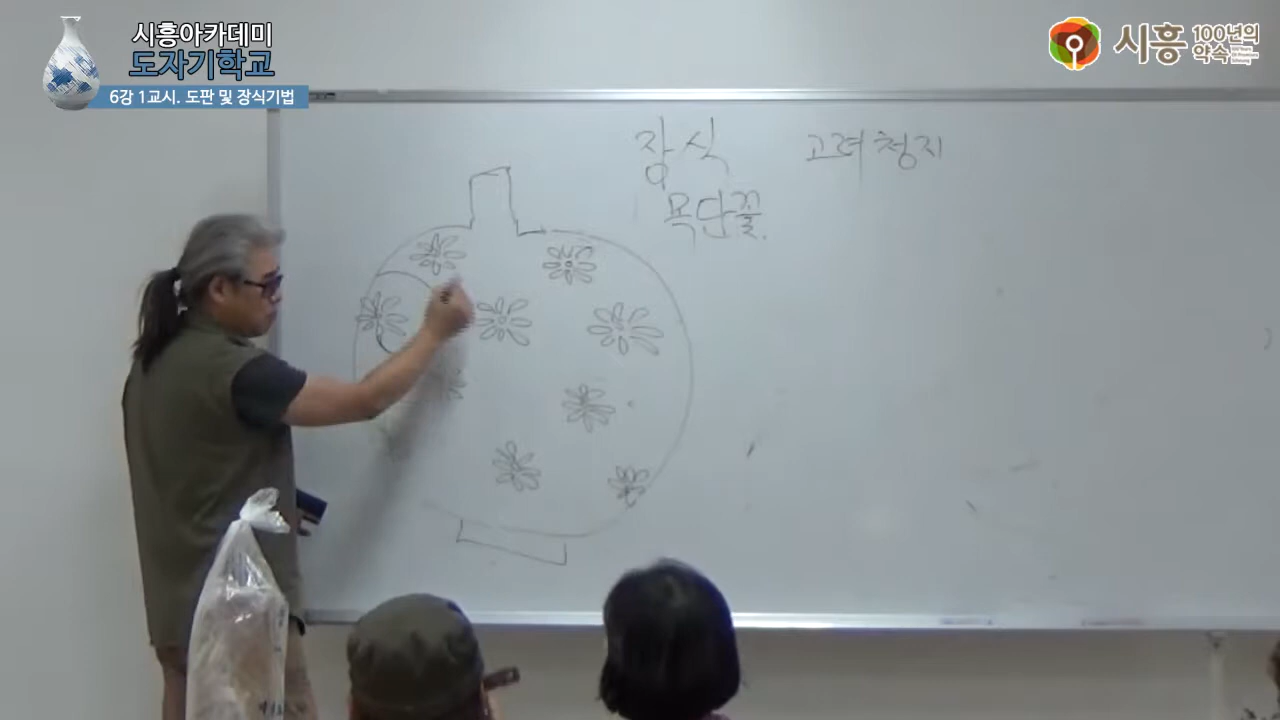 시흥아카데미
도자기학교
6강 1교시. 도판 및 장식기법
시흥 100년의 약속
장식 고려청지
목단꽃.